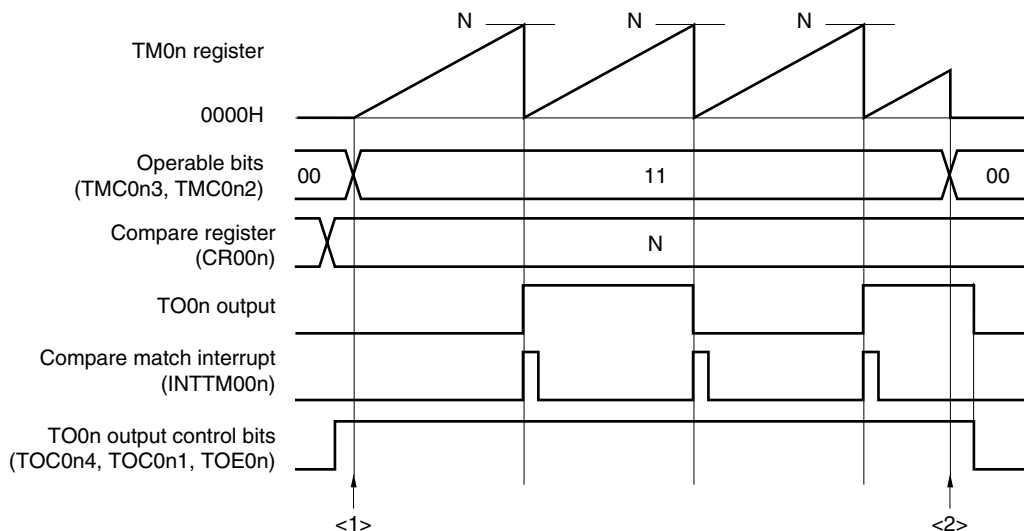 N N N
TM0n register
0000H
Operable bits
(TMC0n3, TMC0n2)
00 11 00
Compare register
(CR00n)
N
TO0n output
Compare match interrupt
(INTTM00n)
TO0n output control bits
(TOC0n4, TOC0n1, TOE0n)
<1> <2>